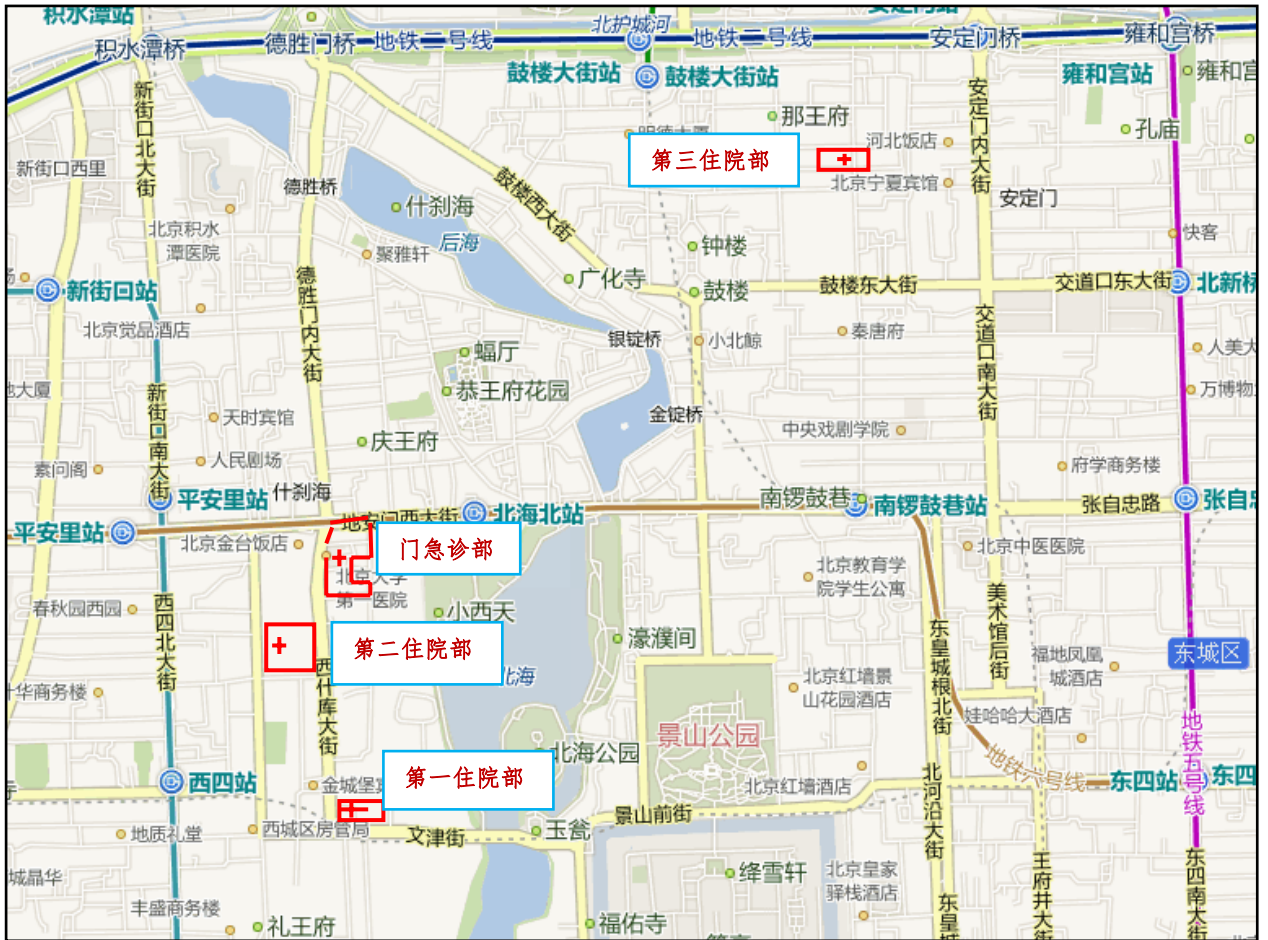 积水潭站
安定门站
北护城河
积水潭桥
德胜门桥
地铁二号线
地铁二号线
安定门桥
雍和宫桥
鼓楼大街站
鼓楼大街站
雍和宫站
雍和宫
新街口北大街
安定门内大街
那王府
孔庙
明德大厦
河北饭店
第三住院部
新街口西里
德胜桥
鼓楼西大街
北京宁夏宾馆
安定门
什刹海
北京积水
潭医院
后海
聚雅轩
钟楼
快客
新街口站
德胜门内大街
广化寺
鼓楼
鼓楼东大街
交道口东大街
北新桥
北京觉品酒店
银锭桥
小北鲸
秦唐府
交道口南大街
人美大
蝠厅
恭王府花园
地大厦
新街口南大街
万博物
天时宾馆
金锭桥
中央戏剧学院
庆王府
素问阁
人民剧场
府学商务楼
平安里站
什刹海
南锣鼓巷
南锣鼓巷站
张自忠路
张自忠
平安里站
地安门西大街
北海北站
北京金台饭店
门急诊部
北京中医医院
北京大学
第一医院
北京教育学
院学生公寓
春秋园西园
西四北大街
小西天
美术馆后街
濠濮间
东皇城根北街
第二住院部
东城区
福地凤凰
城酒店
西什库大街
北海
北京红墙景
山花园酒店
华商务楼
娃哈哈大酒店
景山公园
地铁五号线
北海公园
地铁六号线
西四站
金城堡宾
第一住院部
北京红墙酒店
东四站
东四
北河沿大街
景山前街
地质礼堂
西城区房管局
文津街
玉瓮
城晶华
绛雪轩
北京皇家
驿栈酒店
王府井大街
东四南大街
丰盛商务楼
礼王府
福佑寺
东皇城